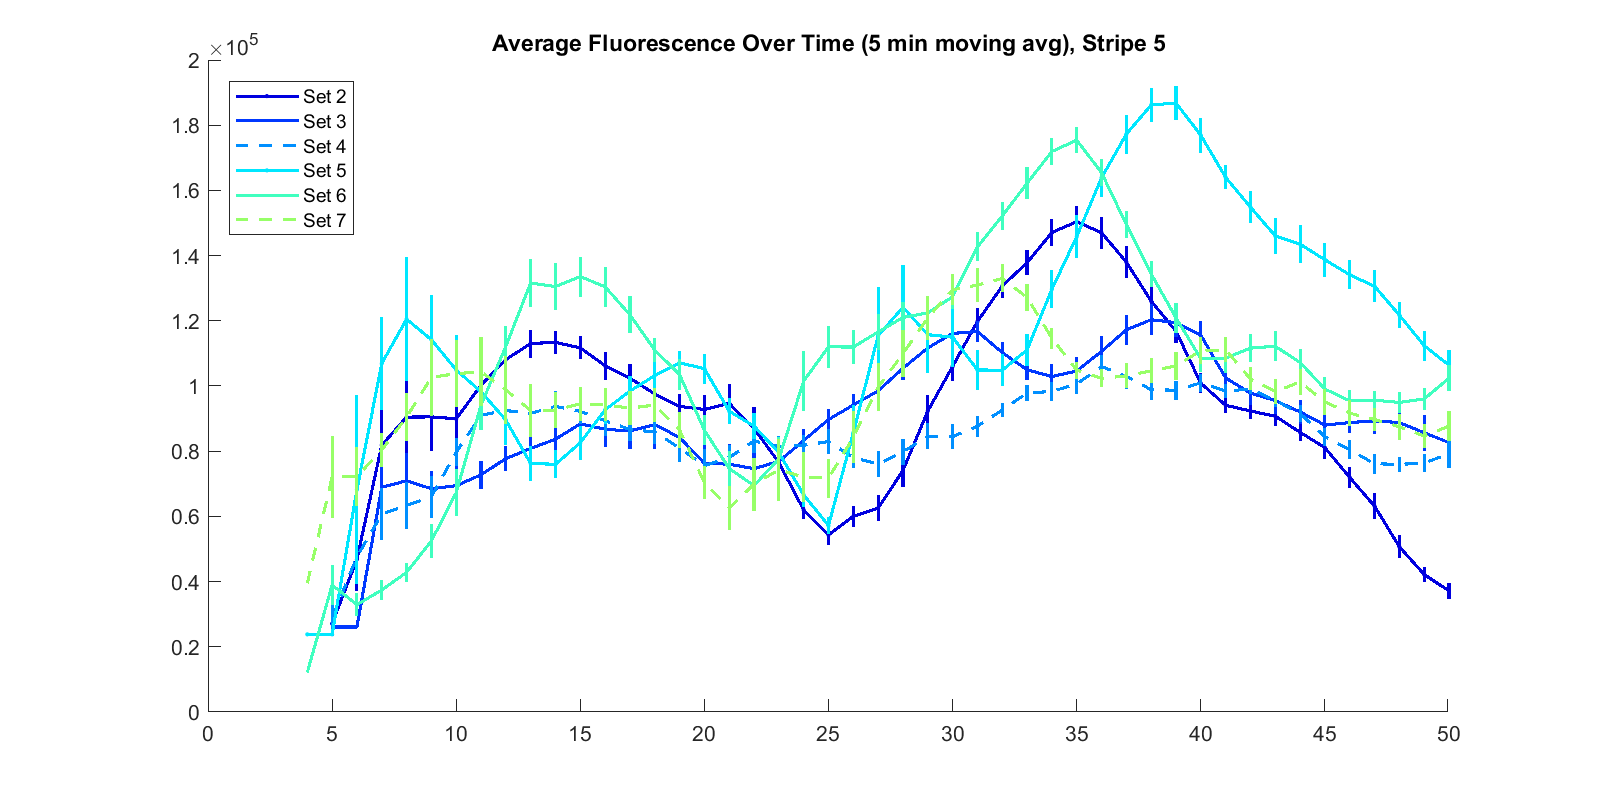 Average Fluorescence Over Time (5 min moving avg), Stripe 5
×10^5
2
1.8
1.6
1.4
1.2
1
0.8
0.6
0.4
0.2
0
Set 2
Set 3
Set 4
Set 5
Set 6
Set 7
0 5 10 15 20 25 30 35 40 45 50